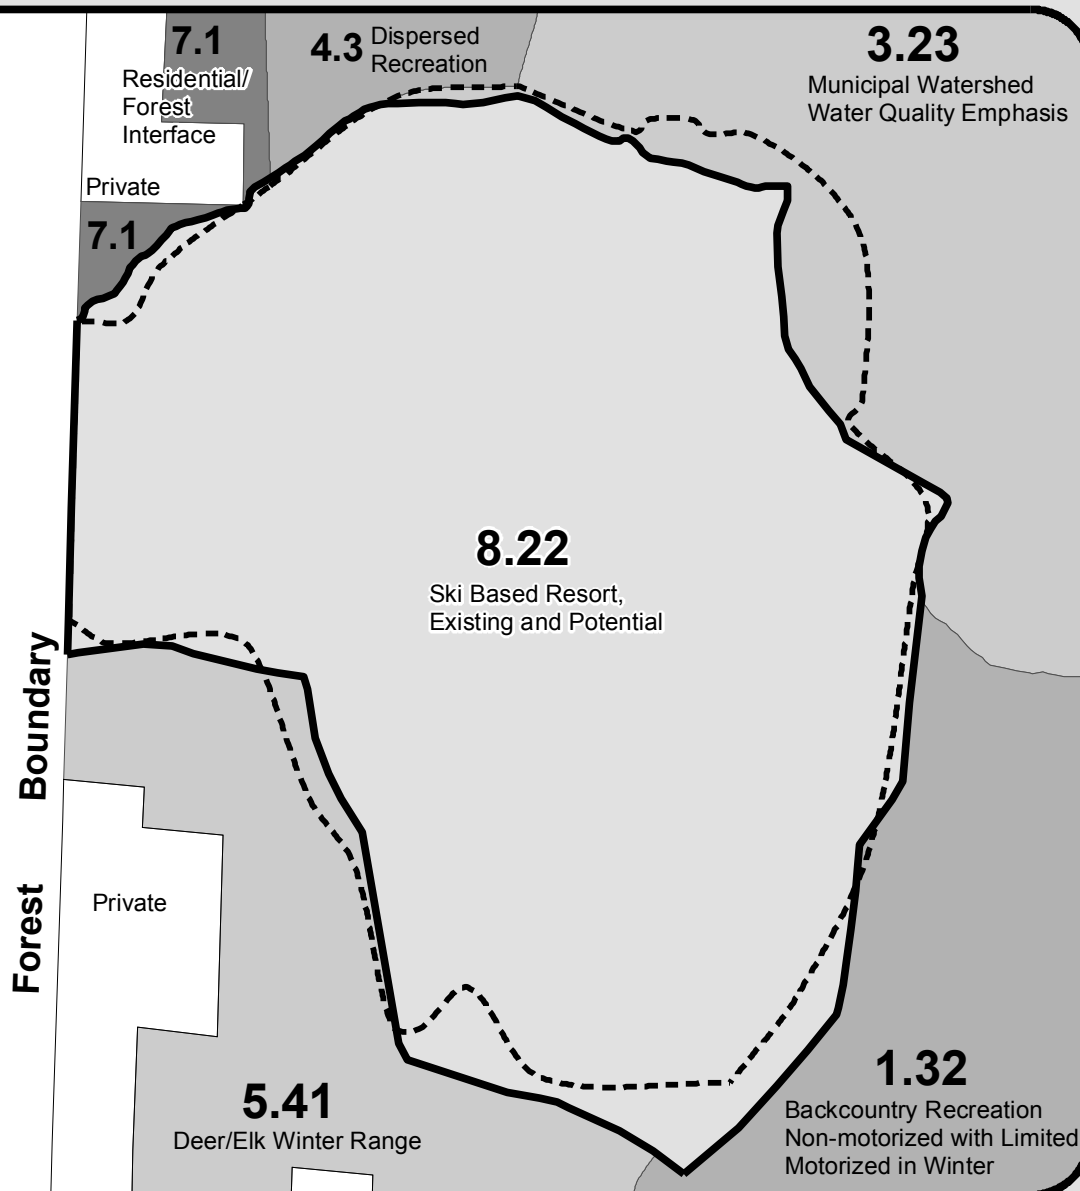 7.1
Residential/
Forest
Interface
4.3
Dispersed
Recreation
3.23
Municipal Watershed
Water Quality Emphasis
Private
7.1
8.22
Ski Based Resort,
Existing and Potential
Forest Boundary
Private
5.41
Deer/Elk Winter Range
1.32
Backcountry Recreation
Non-motorized with Limited
Motorized in Winter